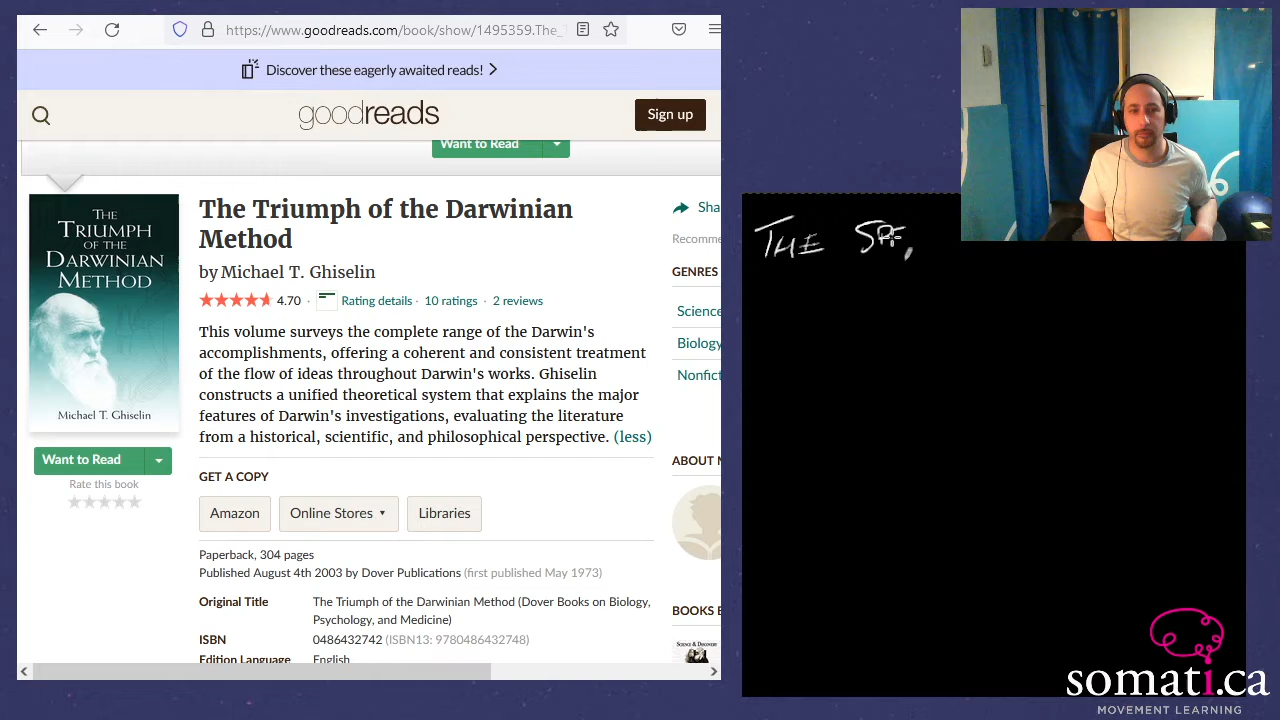 https://www.goodreads.com/book/show/1495359.The_
Discover these eagerly awaited reads!
goodreads
Sign up
Want to Read
THE
TRIUMPH
OF THE
DARWINIAN
METHOD
Michael T. Ghiselin
Want to Read
Rate this book
The Triumph of the Darwinian
Method
by Michael T. Ghiselin
4.70 · Rating details · 10 ratings · 2 reviews
This volume surveys the complete range of the Darwin's
accomplishments, offering a coherent and consistent treatment
of the flow of ideas throughout Darwin's works. Ghiselin
constructs a unified theoretical system that explains the major
features of Darwin's investigations, evaluating the literature
from a historical, scientific, and philosophical perspective. (less)
GET A COPY
Amazon
Online Stores
Libraries
Paperback, 304 pages
Published August 4th 2003 by Dover Publications (first published May 1973)
Original Title The Triumph of the Darwinian Method (Dover Books on Biology,
Psychology, and Medicine)
ISBN 0486432742 (ISBN13: 9780486432748)
Edition Language English
Sha
Recomme
GENRES
Science
Biology
Nonfict
ABOUT
BOOKS
SCIENCE & DISCOVERY
THE
somati.ca
MOVEMENT LEARNING